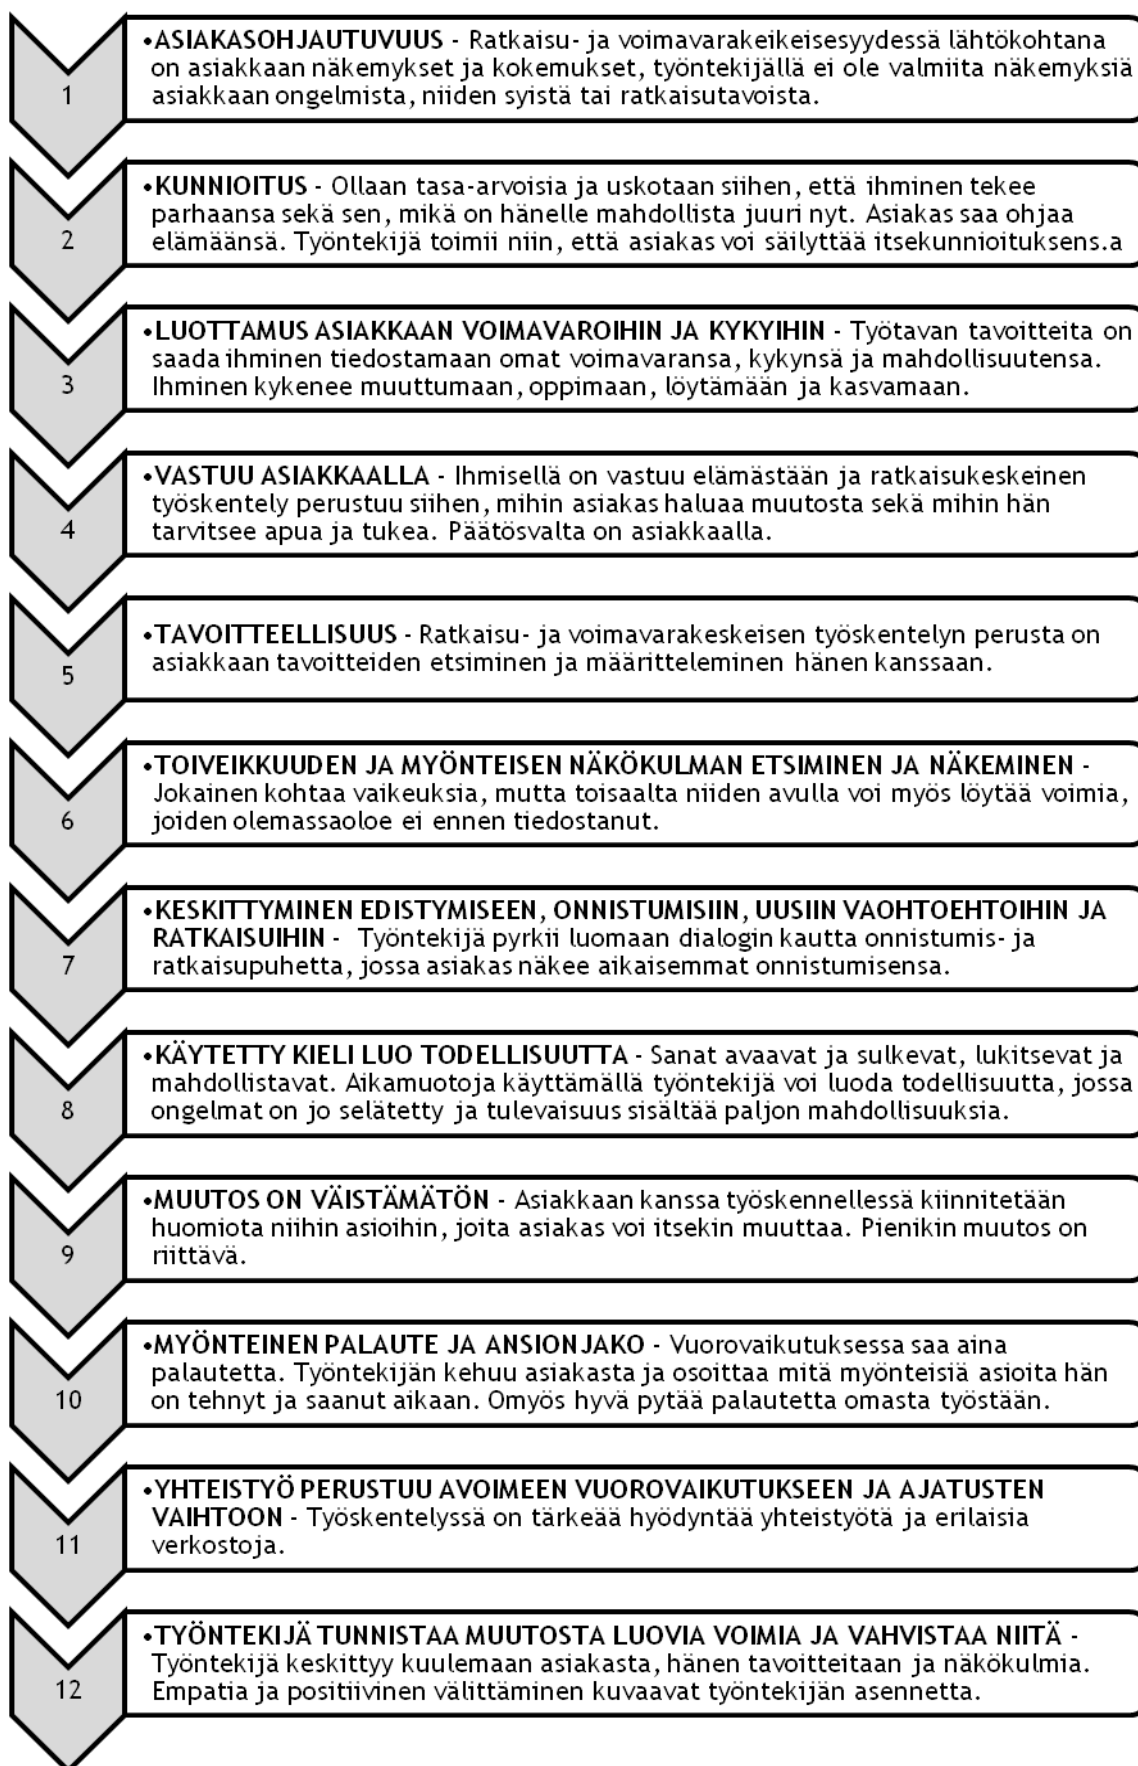 1
•ASIAKASOHJAUTUVUUS - Ratkaisu- ja voimavarakeikeisesyydessä lähtökohtana
on asiakkaan näkemykset ja kokemukset, työntekijällä ei ole valmiita näkemyksiä
asiakkaan ongelmista, niiden syistä tai ratkaisutavoista.
2
•KUNNIOITUS - Ollaan tasa-arvoisia ja uskotaan siihen, että ihminen tekee
parhaansa sekä sen, mikä on hänelle mahdollista juuri nyt. Asiakas saa ohjaa
elämäänsä. Työntekijä toimii niin, että asiakas voi säilyttää itsekunnioituksens.a
3
•LUOTTAMUS ASIAKKAAN VOIMAVAROIHIN JA KYKYIHIN - Työtavan tavoitteita on
saada ihminen tiedostamaan omat voimavaransa, kykynsä ja mahdollisuutensa.
Ihminen kykenee muuttumaan, oppimaan, löytämään ja kasvamaan.
4
•VASTUU ASIAKKAALLA - Ihmisellä on vastuu elämästään ja ratkaisukeskeinen
työskentely perustuu siihen, mihin asiakas haluaa muutosta sekä mihin hän
tarvitsee apua ja tukea. Päätösvalta on asiakkaalla.
5
•TAVOITTEELLISUUS - Ratkaisu- ja voimavarakeskeisen työskentelyn perusta on
asiakkaan tavoitteiden etsiminen ja määritteleminen hänen kanssaan.
6
•TOIVEIKKUUDEN JA MYÖNTEISEN NÄKÖKULMAN ETSIMINEN JA NÄKEMINEN -
Jokainen kohtaa vaikeuksia, mutta toisaalta niiden avulla voi myös löytää voimia,
joiden olemassaoloe ei ennen tiedostanut.
7
•KESKITTYMINEN EDISTYMISEEN, ONNISTUMISIIN, UUSIIN VAOHTOEHTOIHIN JA
RATKAISUIHIN - Työntekijä pyrkii luomaan dialogin kautta onnistumis- ja
ratkaisupuhetta, jossa asiakas näkee aikaisemmat onnistumisensa.
8
•KÄYTETTY KIELI LUO TODELLISUUTTA - Sanat avaavat ja sulkevat, lukitsevat ja
mahdollistavat. Aikamuotoja käyttämällä työntekijä voi luoda todellisuutta, jossa
ongelmat on jo selätetty ja tulevaisuus sisältää paljon mahdollisuuksia.
9
•MUUTOS ON VÄISTÄMÄTÖN - Asiakkaan kanssa työskennellessä kiinnitetään
huomiota niihin asioihin, joita asiakas voi itsekin muuttaa. Pienikin muutos on
riittävä.
10
•MYÖNTEINEN PALAUTE JA ANSIONJAKO - Vuorovaikutuksessa saa aina
palautetta. Työntekijän kehuu asiakasta ja osoittaa mitä myönteisiä asioita hän
on tehnyt ja saanut aikaan. Omyös hyvä pytää palautetta omasta työstään.
11
•YHTEISTYÖ PERUSTUU AVOIMEEN VUOROVAIKUTUKSEEN JA AJATUSTEN
VAIHTOON - Työskentelyssä on tärkeää hyödyntää yhteistyötä ja erilaisia
verkostoja.
12
•TYÖNTEKIJÄ TUNNISTAA MUUTOSTA LUOVIA VOIMIA JA VAHVISTAA NIITÄ -
Työntekijä keskittyy kuulemaan asiakasta, hänen tavoitteitaan ja näkökulmia.
Empatia ja positiivinen välittäminen kuvaavat työntekijän asennetta.